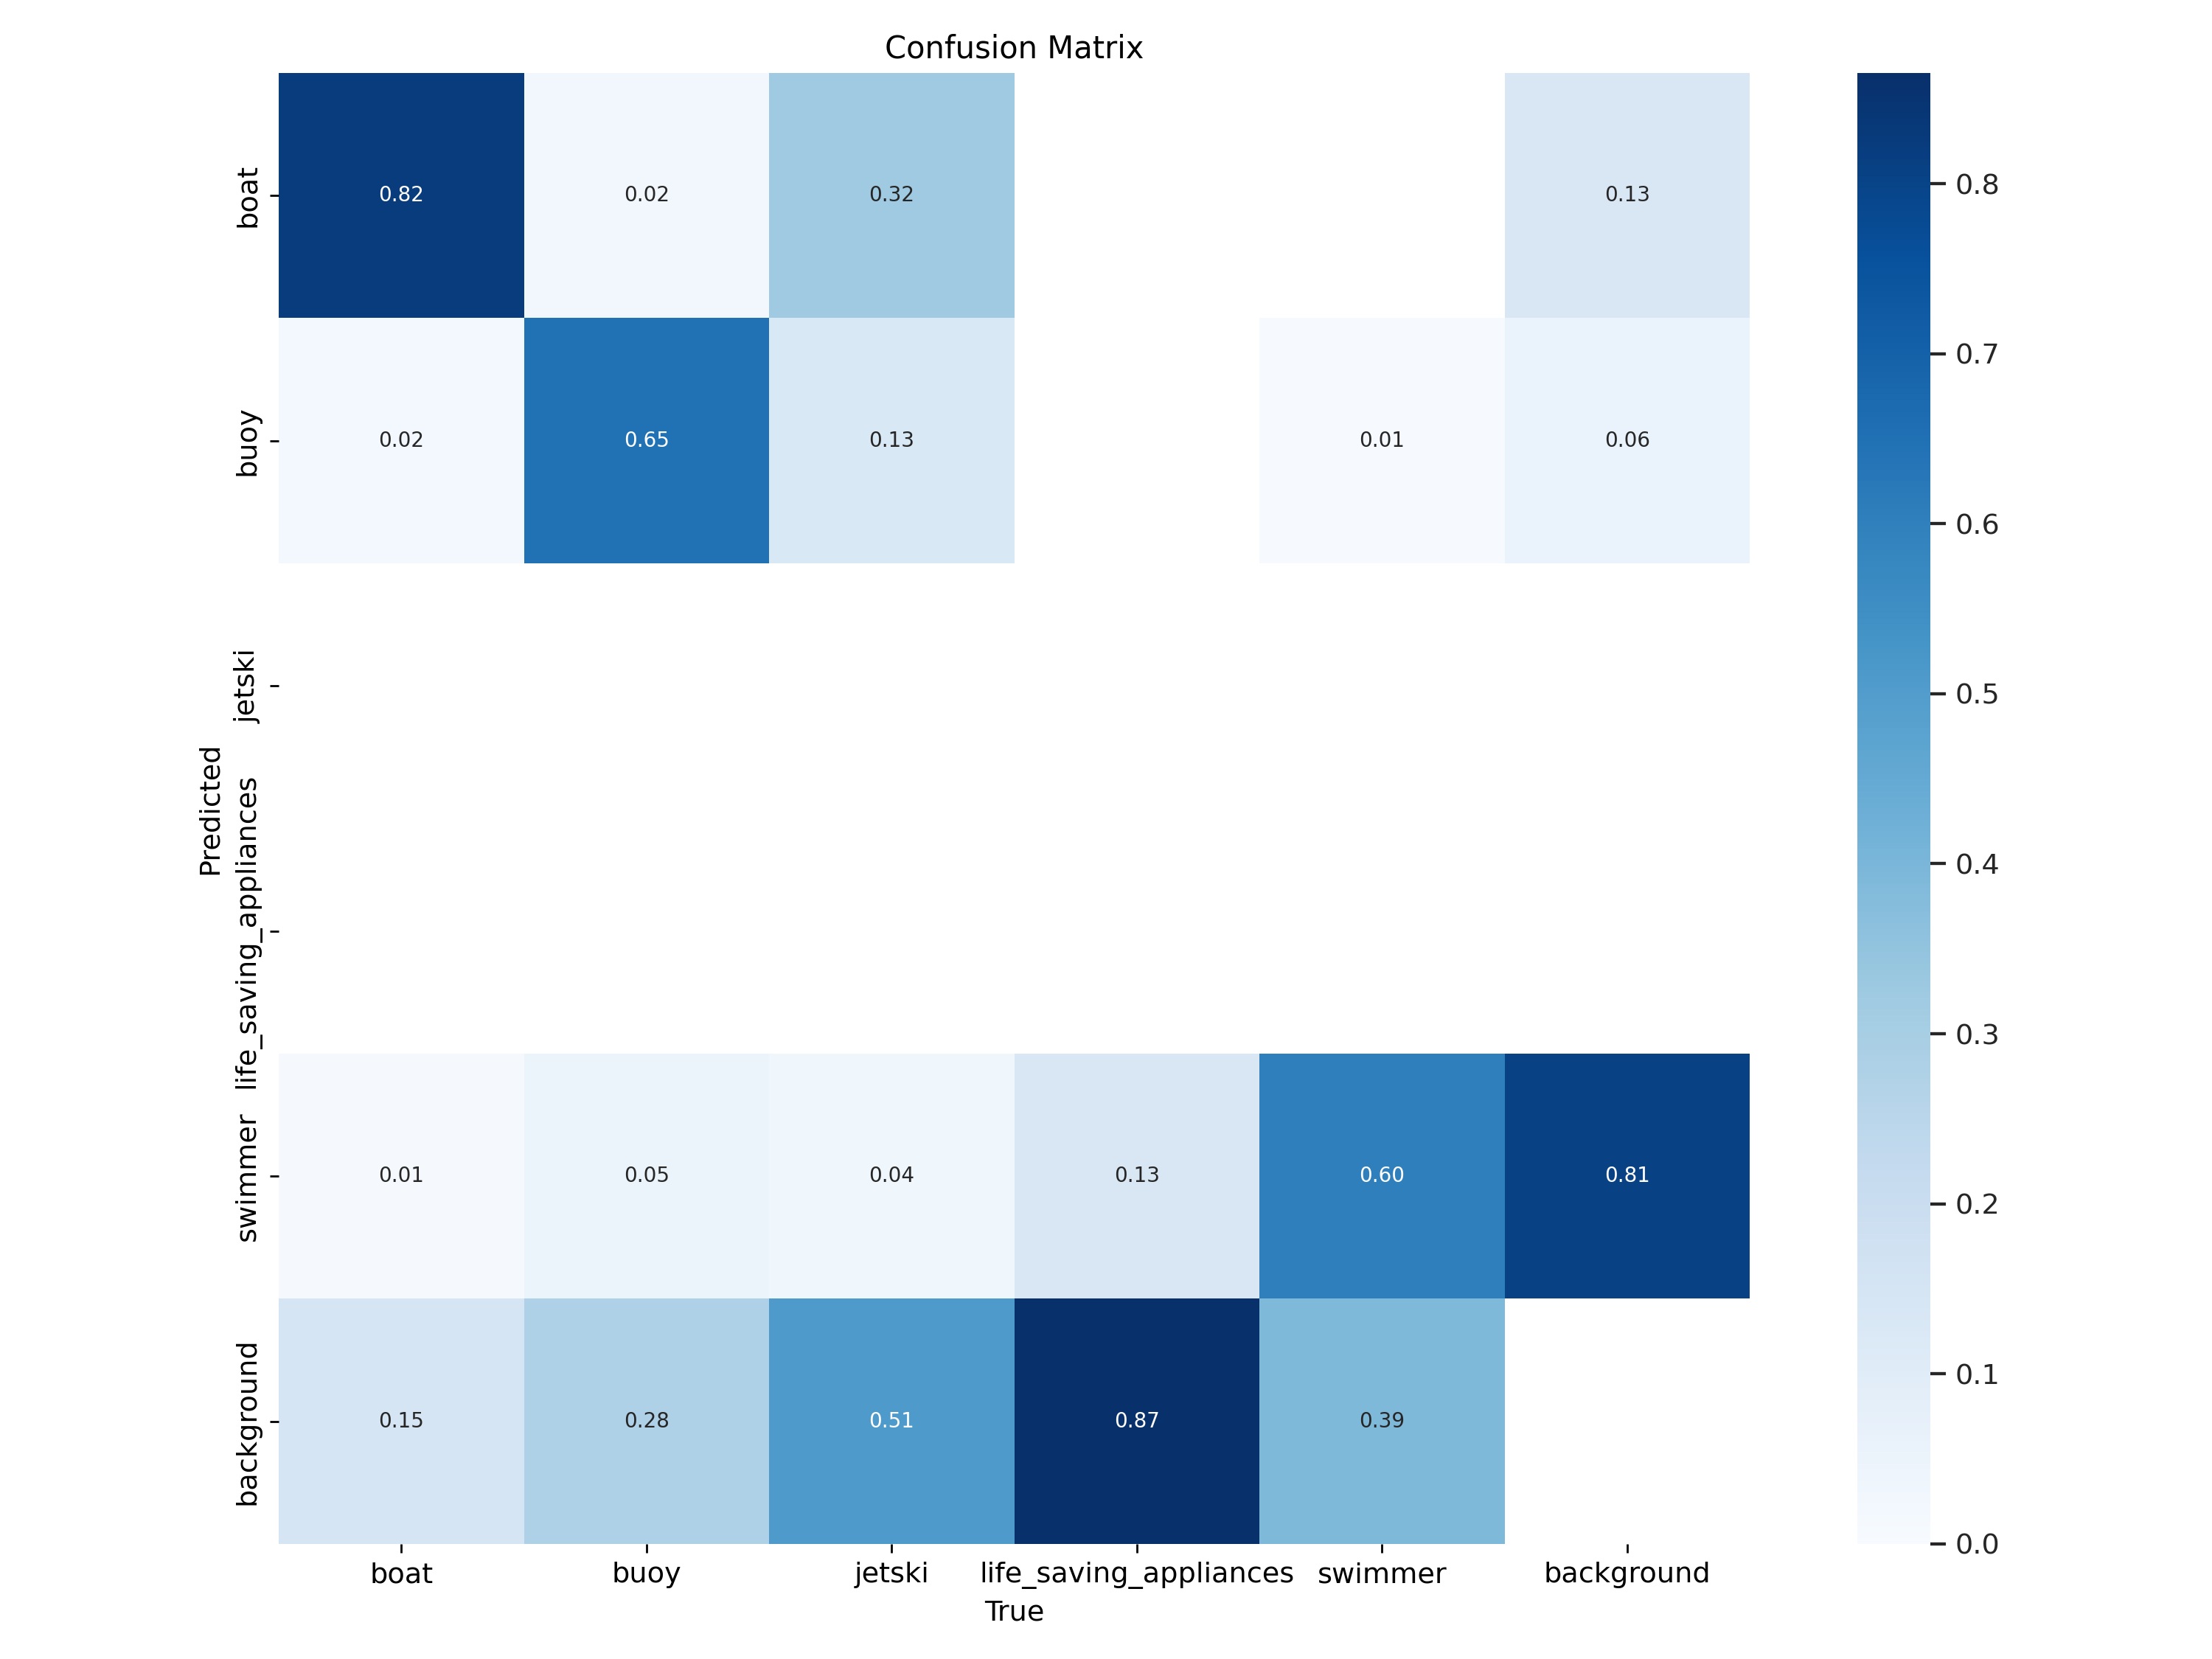 Confusion Matrix
boat
0.82
0.02
0.32
0.13
buoy
0.02
0.65
0.13
0.01
0.06
jetski
life_saving_appliances
swimmer
0.01
0.05
0.04
0.13
0.60
0.81
background
0.15
0.28
0.51
0.87
0.39
Predicted
boat
buoy
jetski
life_saving_appliances
swimmer
background
True
0.8
0.7
0.6
0.5
0.4
0.3
0.2
0.1
0.0